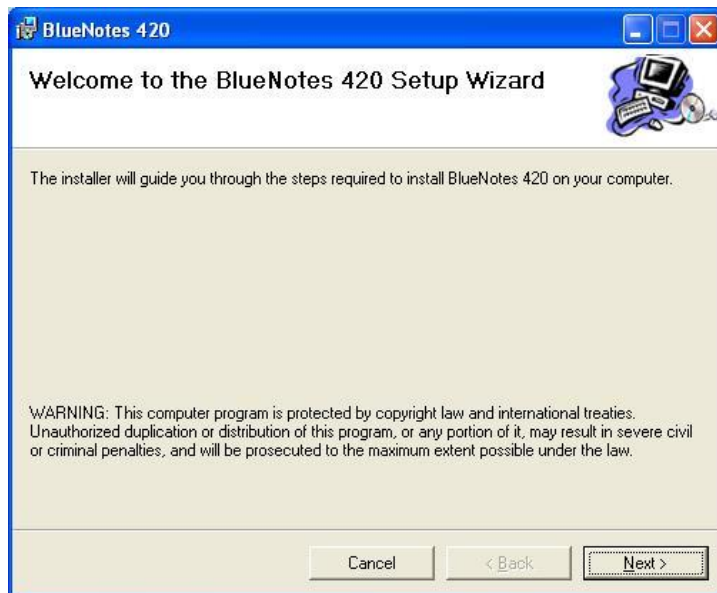 BlueNotes 420
Welcome to the BlueNotes 420 Setup Wizard
The installer will guide you through the steps required to install BlueNotes 420 on your computer.
WARNING: This computer program is protected by copyright law and international treaties.
Unauthorized duplication or distribution of this program, or any portion of it, may result in severe civil
or criminal penalties, and will be prosecuted to the maximum extent possible under the law.
Cancel < Back Next >